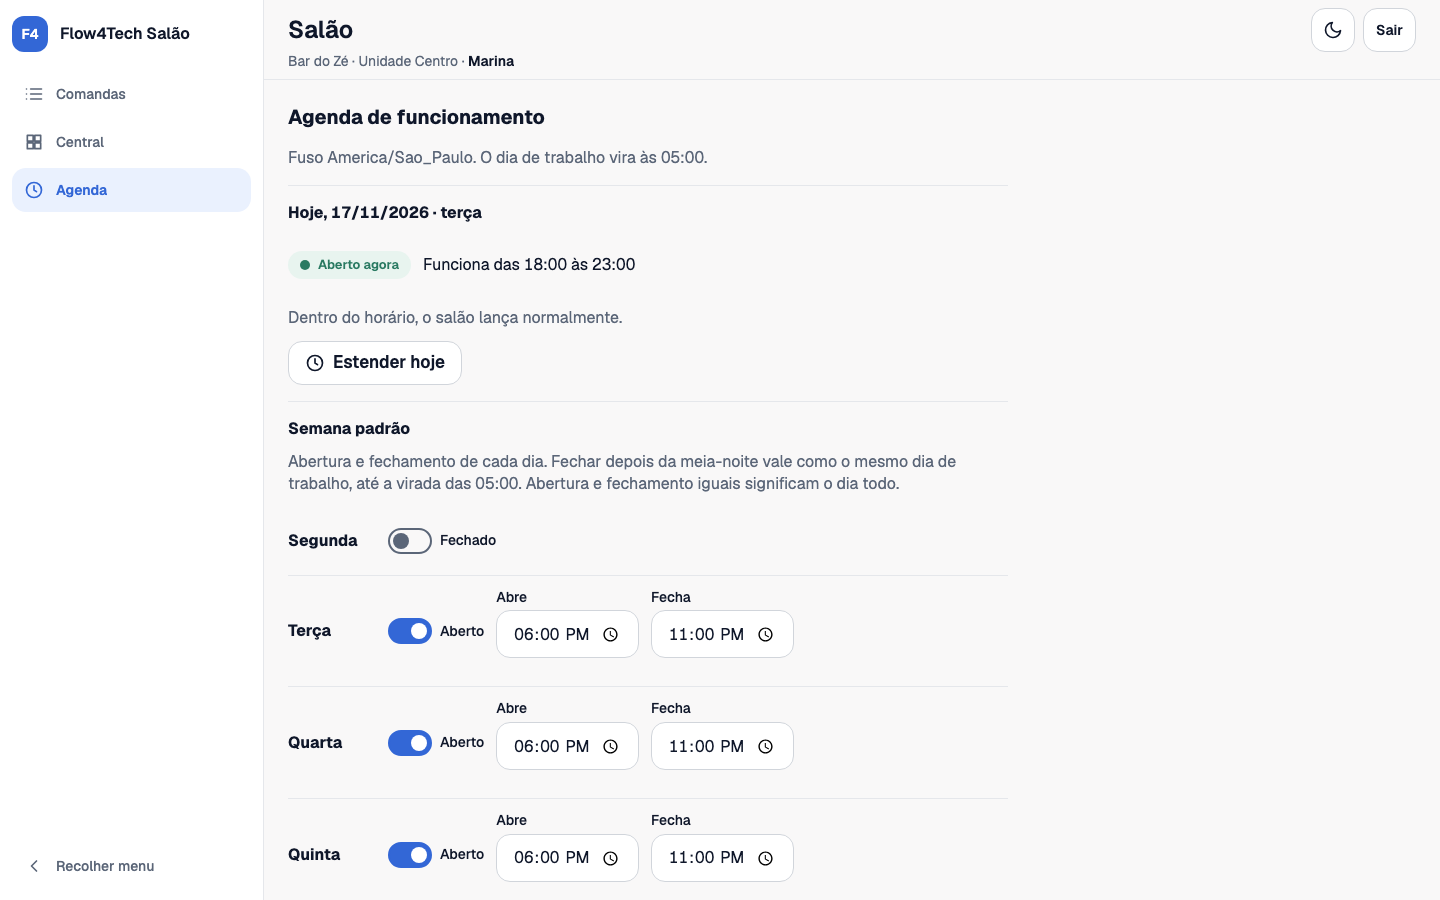 F4
Flow4Tech Salão
Comandas
Central
Agenda
Recolher menu
Salão
Bar do Zé · Unidade Centro · Marina
Sair
Agenda de funcionamento
Fuso America/Sao_Paulo. O dia de trabalho vira às 05:00.
Hoje, 17/11/2026 · terça
Aberto agora
Funciona das 18:00 às 23:00
Dentro do horário, o salão lança normalmente.
Estender hoje
Semana padrão
Abertura e fechamento de cada dia. Fechar depois da meia-noite vale como o mesmo dia de
trabalho, até a virada das 05:00. Abertura e fechamento iguais significam o dia todo.
Segunda
Fechado
Abre
Fecha
Terça
Aberto
06:00 PM
11:00 PM
Abre
Fecha
Quarta
Aberto
06:00 PM
11:00 PM
Abre
Fecha
Quinta
Aberto
06:00 PM
11:00 PM